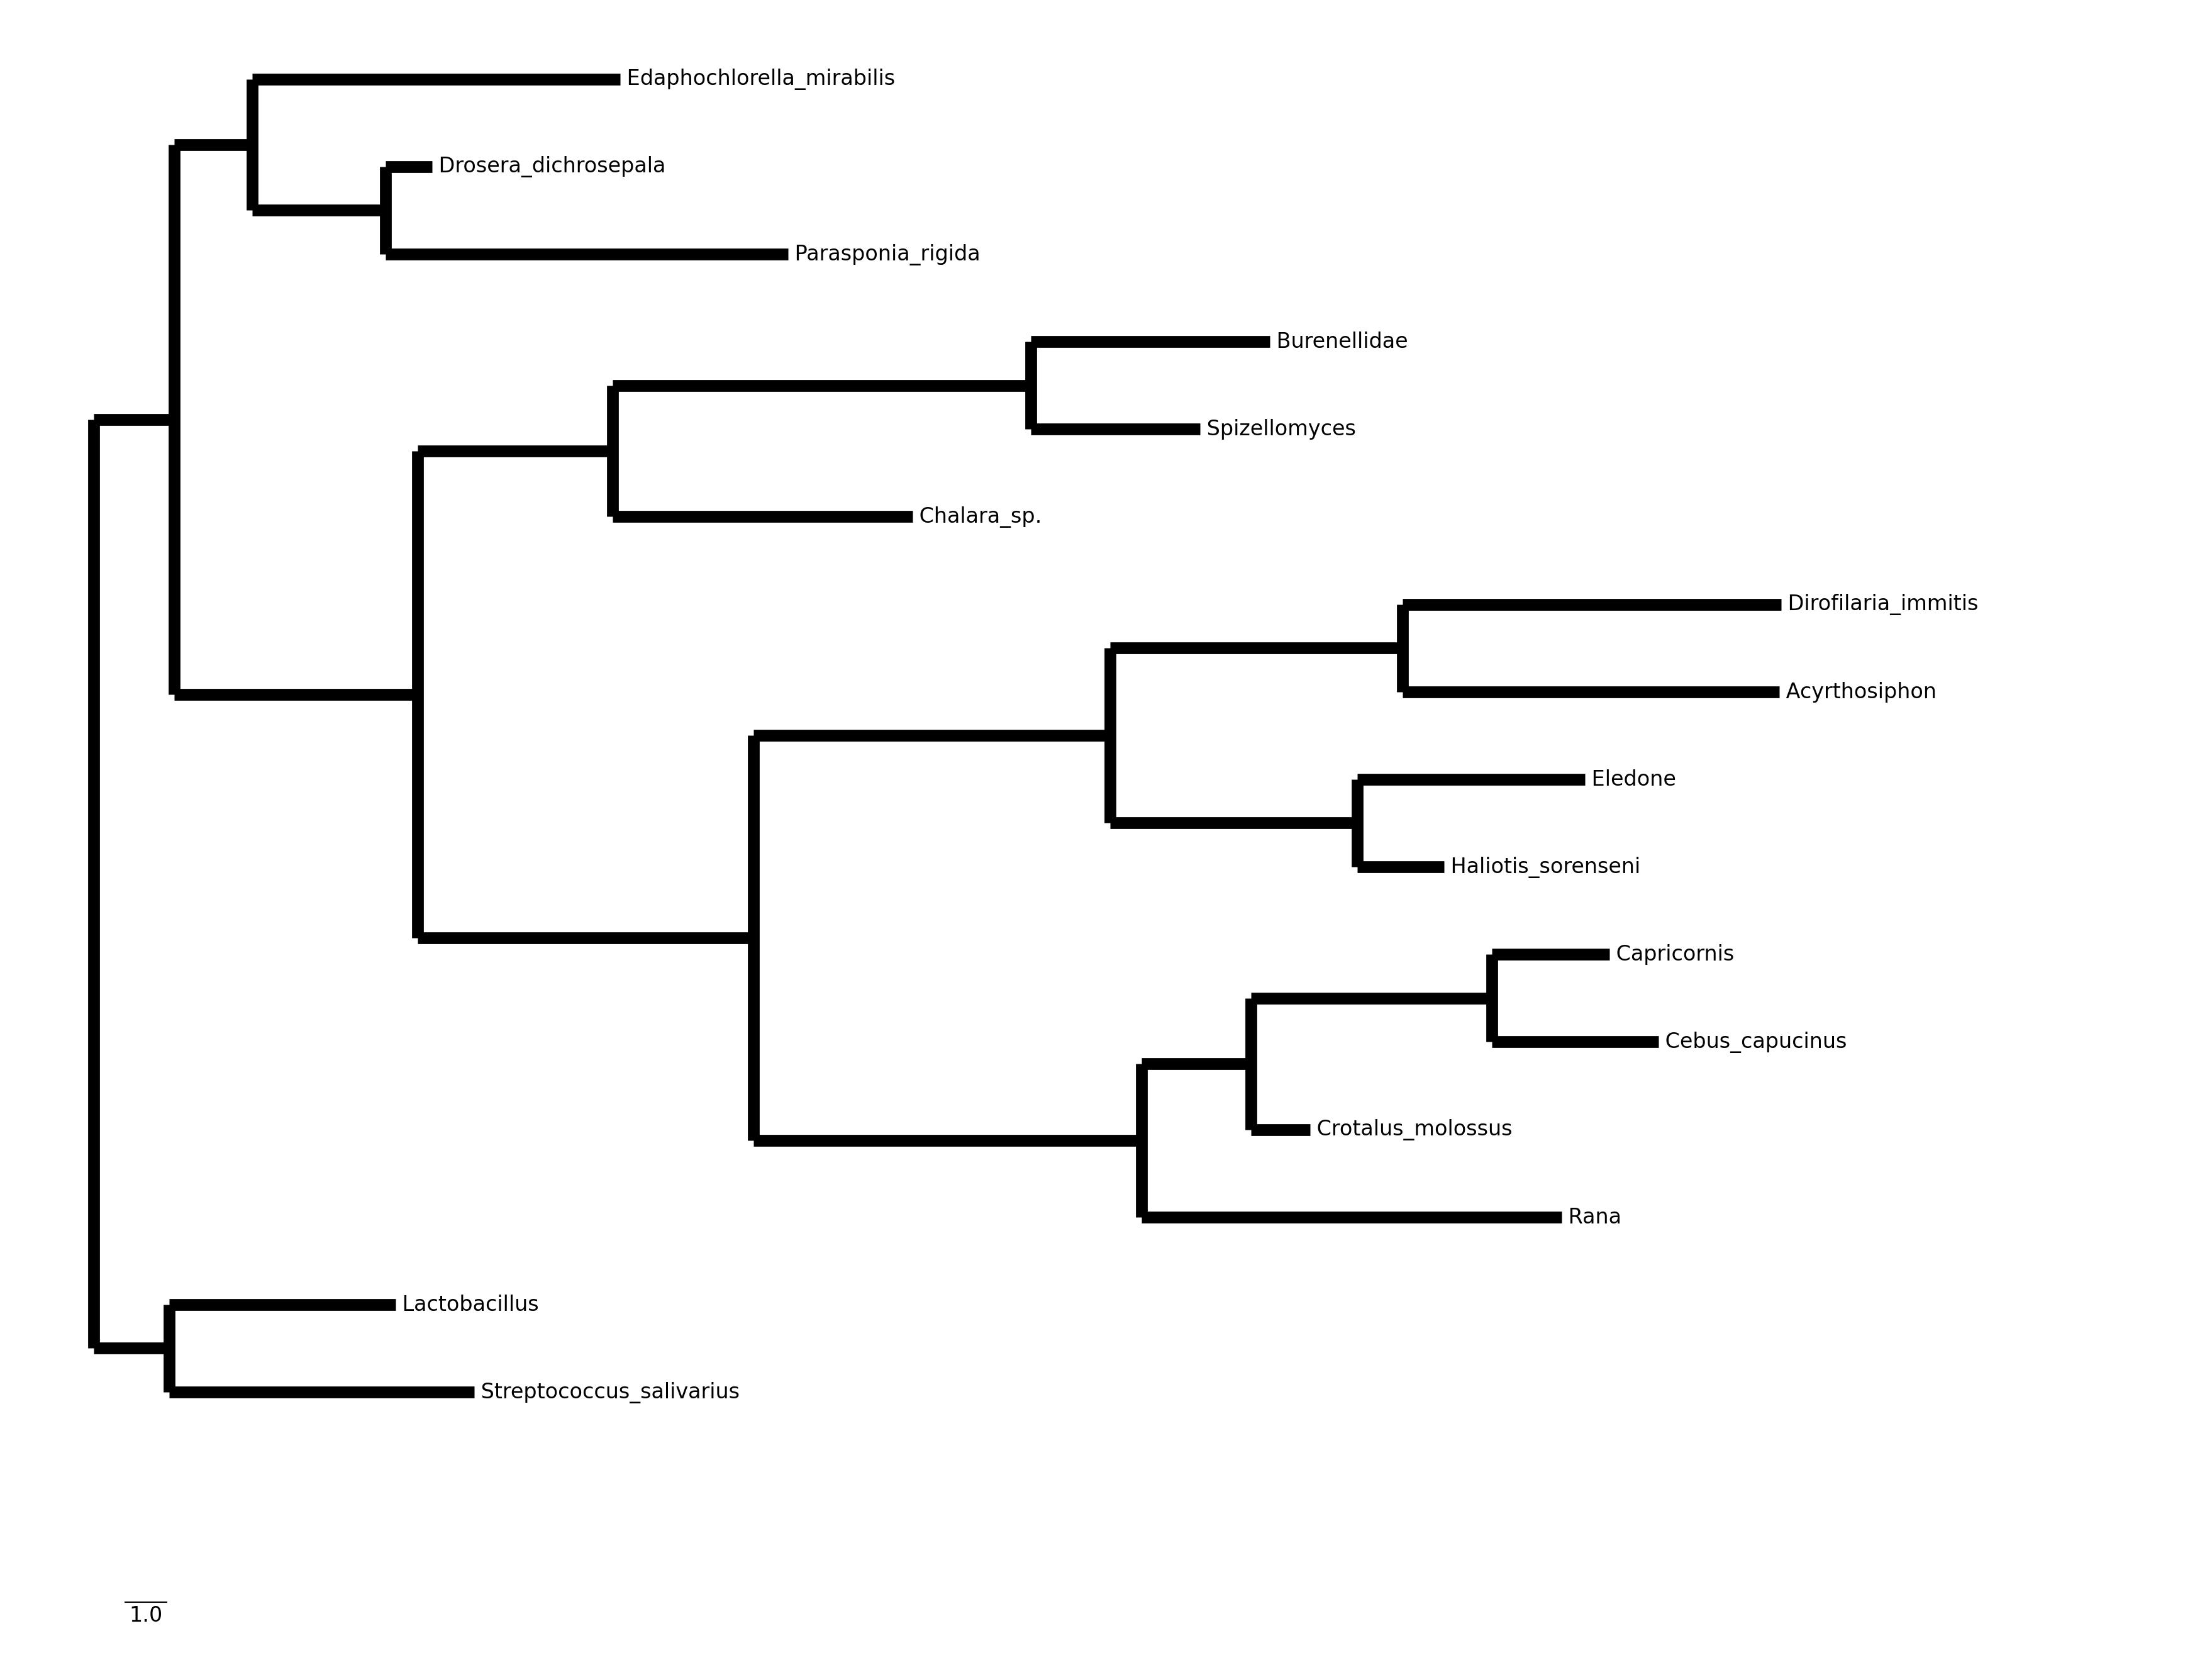 Edaphochlorella_mirabilis
Drosera_dichrosepala
Parasponia_rigida
Burenellidae
Spizellomyces
Chalara_sp.
Dirofilaria_immitis
Acyrthosiphon
Eledone
Haliotis_sorenseni
Capricornis
Cebus_capucinus
Crotalus_molossus
Rana
Lactobacillus
Streptococcus_salivarius
1.0